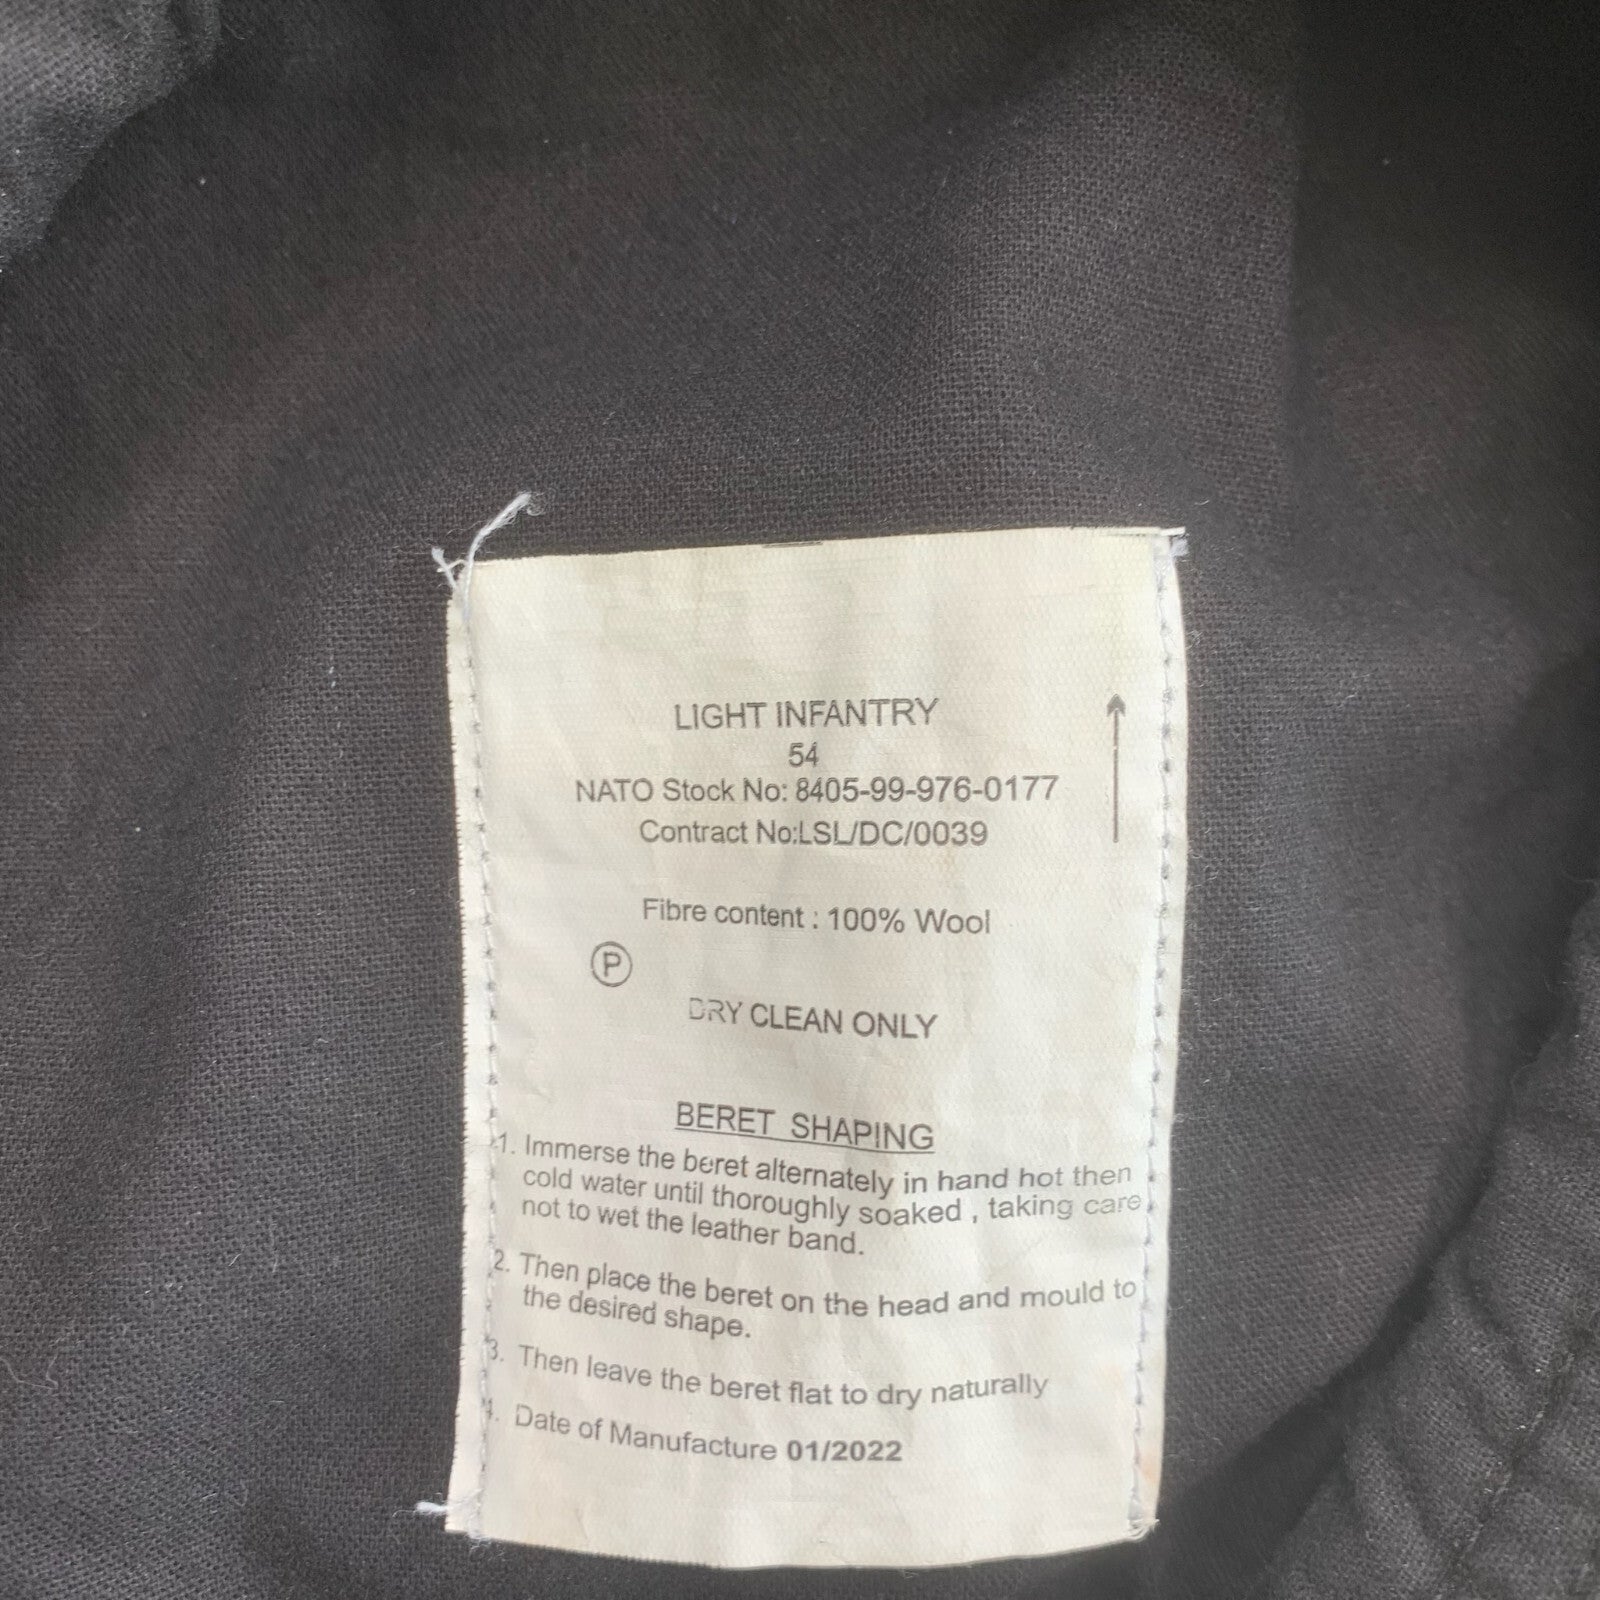 LIGHT INFANTRY
54
NATO Stock No: 8405-99-976-0177
Contract No:LSL/DC/0039
Fibre content : 100% Wool
P
DRY CLEAN ONLY
BERET SHAPING
1. Immerse the beret alternately in hand hot then
cold water until thoroughly soaked , taking care
not to wet the leather band.
2. Then place the beret on the head and mould to
the desired shape.
3. Then leave the beret flat to dry naturally
4. Date of Manufacture 01/2022